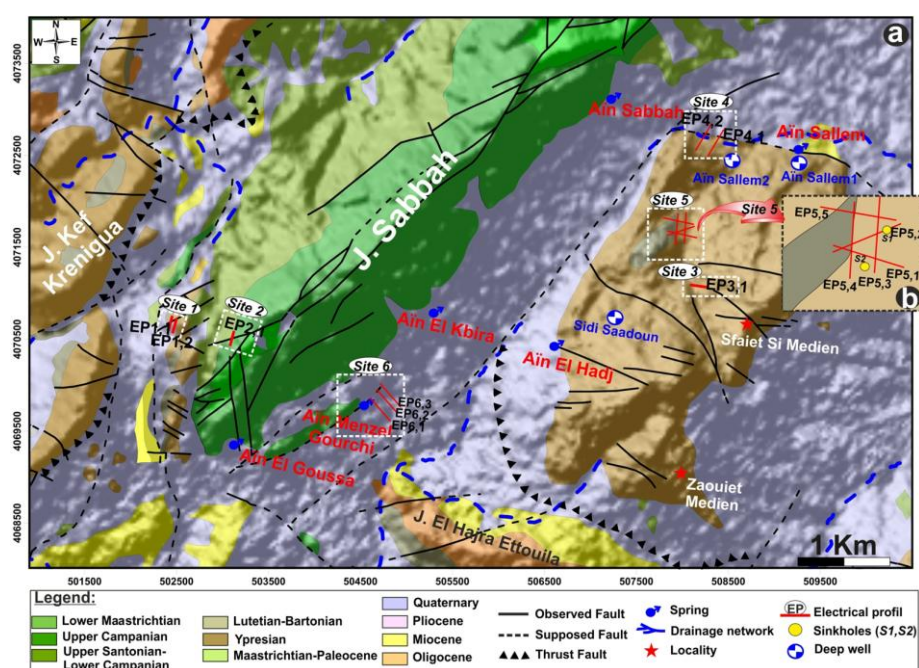 N
W E
S
a
4073500
4072500
4071500
4070500
4069500
4068500
Aïn Sabbah
Site 4
EP4,2
EP4,1
Aïn Sallem
Aïn Sallem2
Aïn Sallem1
J. Sabbah
J. Kef
Krenigua
Site 5
Site 5
EP5,5
S1
EP5,2
S2
EP5,1
EP5,4
EP5,3
b
Site 3
EP3,1
Site 1
EP1,1
EP1,2
Site 2
EP2,1
Aïn El Kbira
Sidi Saadoun
Sfaiet Si Medien
Aïn El Hadj
Site 6
EP6,3
EP6,2
EP6,1
Aïn Menzel
Gourchi
Aïn El Goussa
Zaouiet
Medien
J. El Hajra Ettouila
1 Km
501500 502500 503500 504500 505500 506500 507500 508500 509500
Legend:
Lower Maastrichtian
Upper Campanian
Upper Santonian-
Lower Campanian
Lutetian-Bartonian
Ypresian
Maastrichtian-Paleocene
Quaternary
Pliocene
Miocene
Oligocene
Observed Fault
Supposed Fault
Thrust Fault
Spring
Drainage network
Locality
EP Electrical profil
Sinkholes (S1,S2)
Deep well